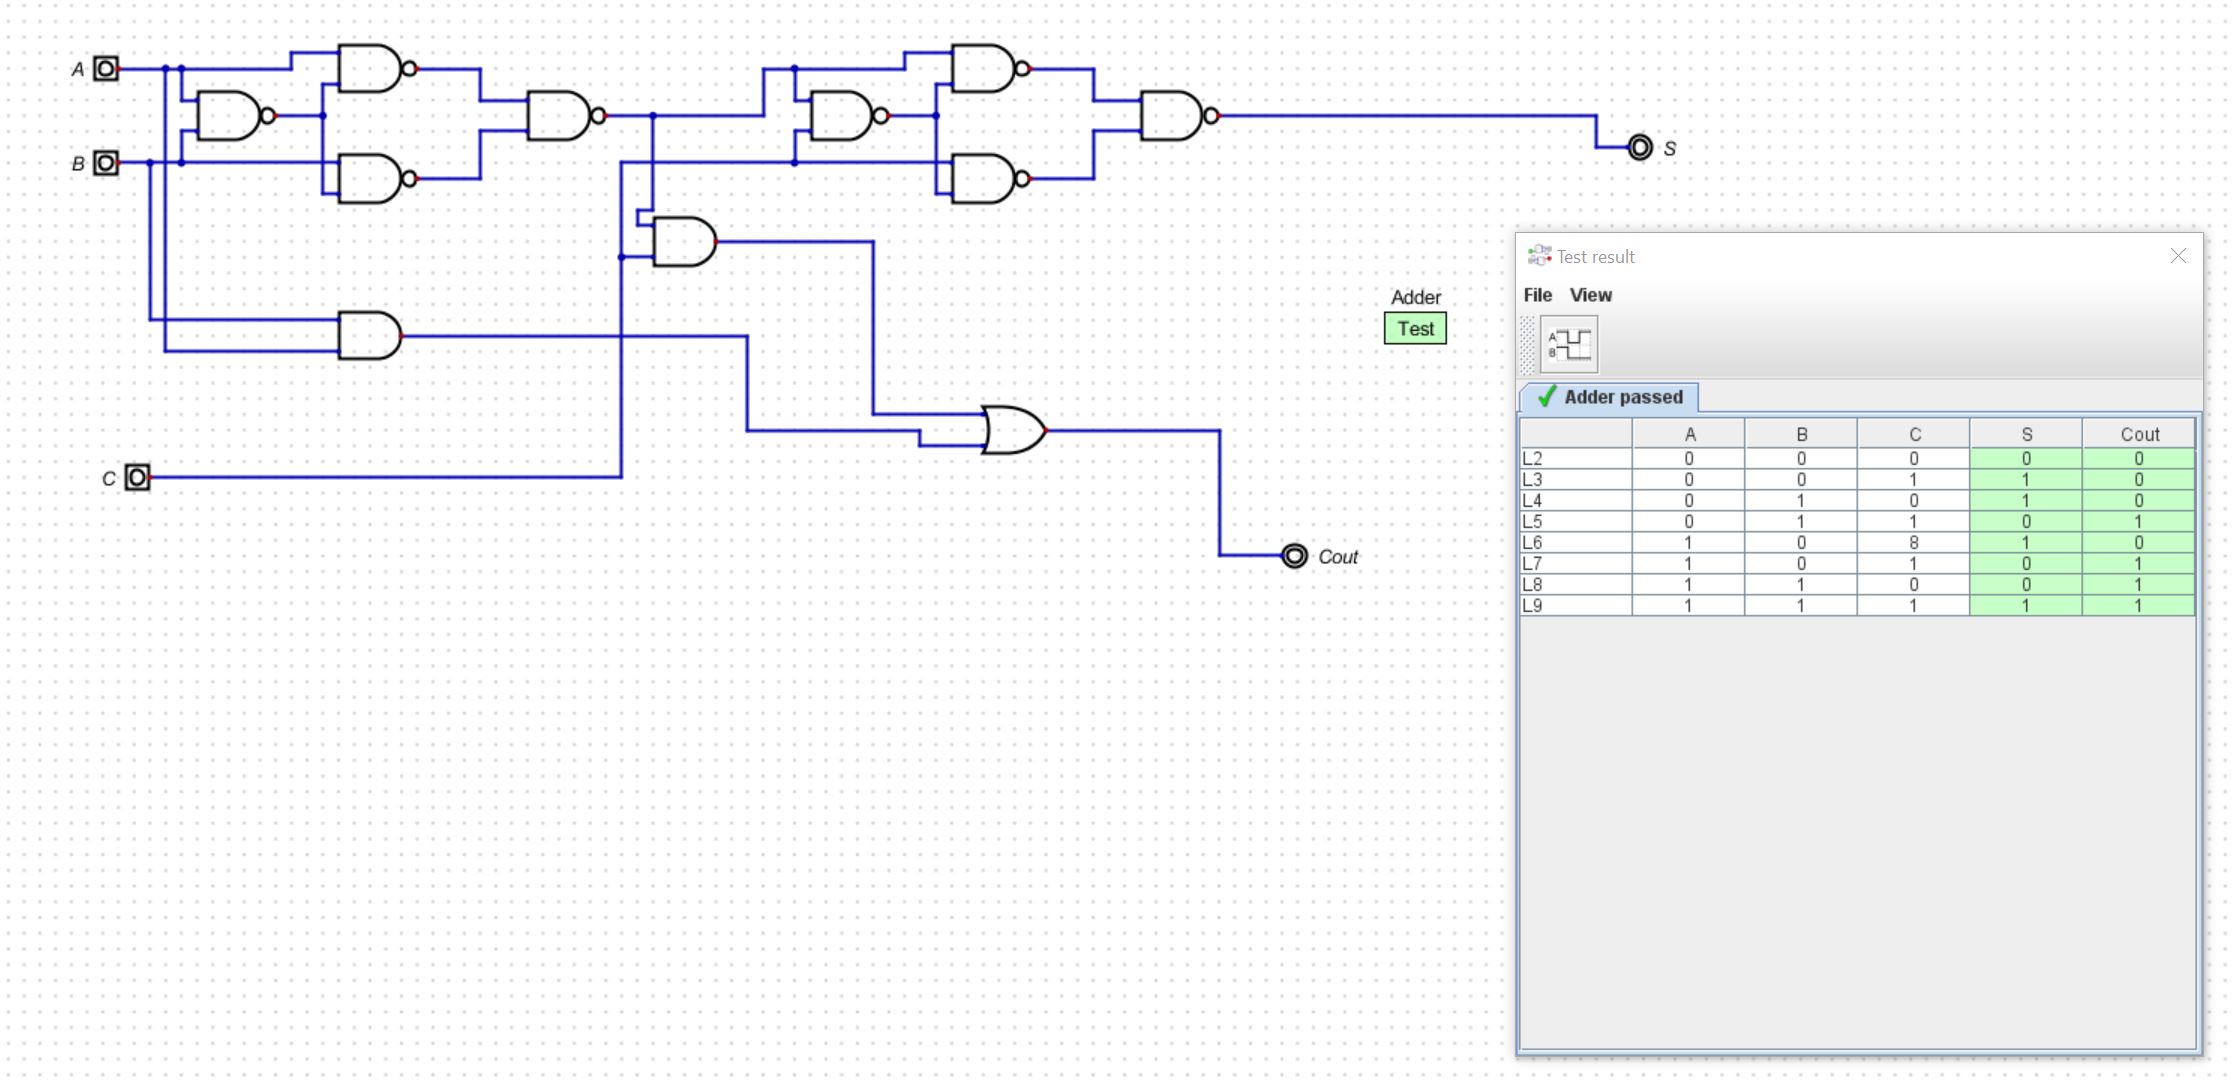 A
B
S
C
Cout
Adder
Test
Test result
File View
A
B
Adder passed
A B C S Cout
L2 0 0 0 0 0
L3 0 0 1 1 0
L4 0 1 0 1 0
L5 0 1 1 0 1
L6 1 0 8 1 0
L7 1 0 1 0 1
L8 1 1 0 0 1
L9 1 1 1 1 1